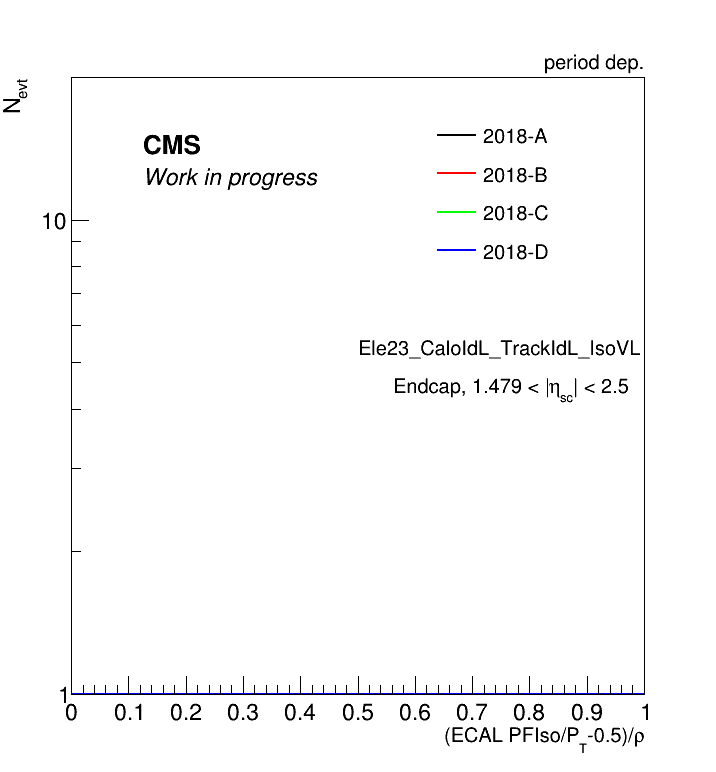 period dep.
N_evt
CMS
Work in progress
2018-A
2018-B
2018-C
2018-D
10
Ele23_CaloIdL_TrackIdL_IsoVL
Endcap, 1.479 < |η_sc| < 2.5
1
0 0.1 0.2 0.3 0.4 0.5 0.6 0.7 0.8 0.9 1
(ECAL PFIso/P_T-0.5)/ρ